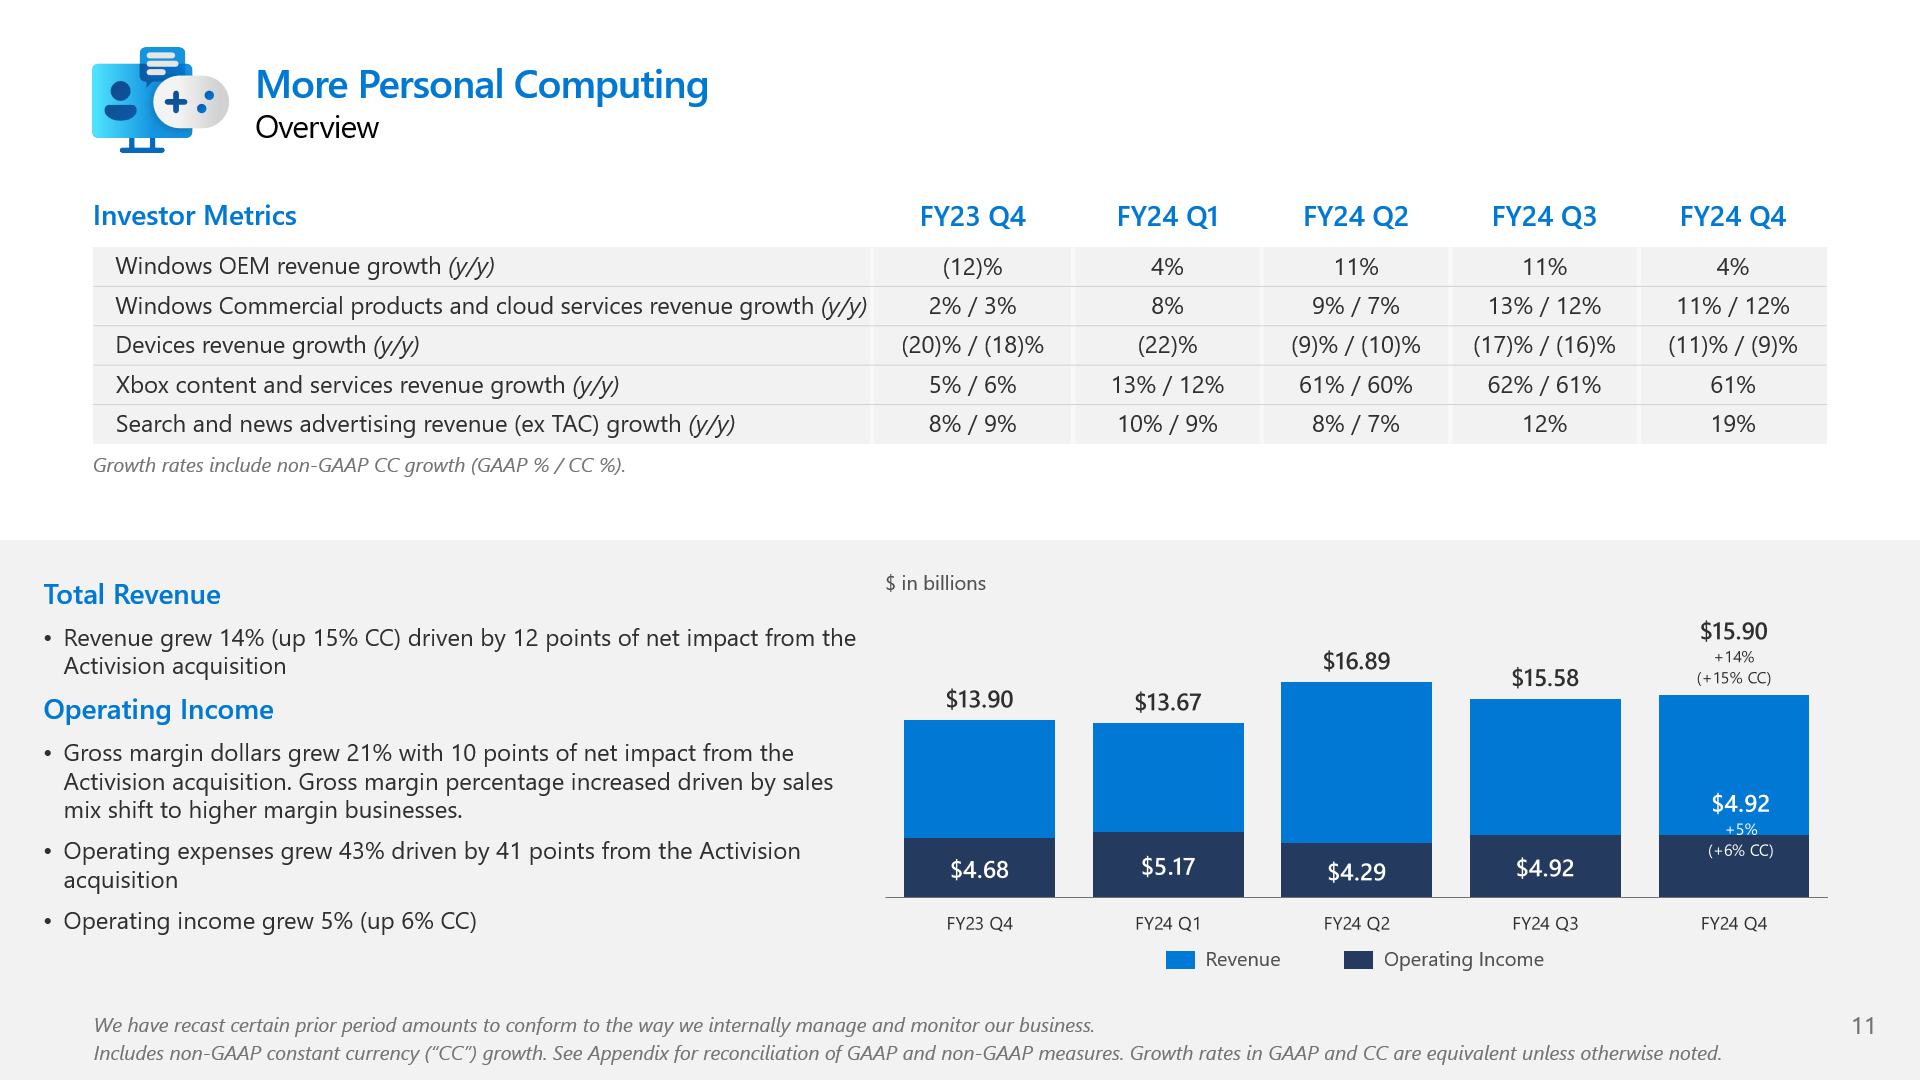 More Personal Computing
Overview
Investor Metrics FY23 Q4 FY24 Q1 FY24 Q2 FY24 Q3 FY24 Q4
Windows OEM revenue growth (y/y) (12)% 4% 11% 11% 4%
Windows Commercial products and cloud services revenue growth (y/y) 2% / 3% 8% 9% / 7% 13% / 12% 11% / 12%
Devices revenue growth (y/y) (20)% / (18)% (22)% (9)% / (10)% (17)% / (16)% (11)% / (9)%
Xbox content and services revenue growth (y/y) 5% / 6% 13% / 12% 61% / 60% 62% / 61% 61%
Search and news advertising revenue (ex TAC) growth (y/y) 8% / 9% 10% / 9% 8% / 7% 12% 19%
Growth rates include non-GAAP CC growth (GAAP % / CC %).
Total Revenue
• Revenue grew 14% (up 15% CC) driven by 12 points of net impact from the
Activision acquisition
Operating Income
• Gross margin dollars grew 21% with 10 points of net impact from the
Activision acquisition. Gross margin percentage increased driven by sales
mix shift to higher margin businesses.
• Operating expenses grew 43% driven by 41 points from the Activision
acquisition
• Operating income grew 5% (up 6% CC)
$ in billions
$13.90 $13.67 $16.89 $15.58 $15.90
+14%
(+15% CC)
$4.68 $5.17 $4.29 $4.92 $4.92
+5%
(+6% CC)
FY23 Q4 FY24 Q1 FY24 Q2 FY24 Q3 FY24 Q4
Revenue Operating Income
We have recast certain prior period amounts to conform to the way we internally manage and monitor our business.
Includes non-GAAP constant currency (“CC”) growth. See Appendix for reconciliation of GAAP and non-GAAP measures. Growth rates in GAAP and CC are equivalent unless otherwise noted.
11